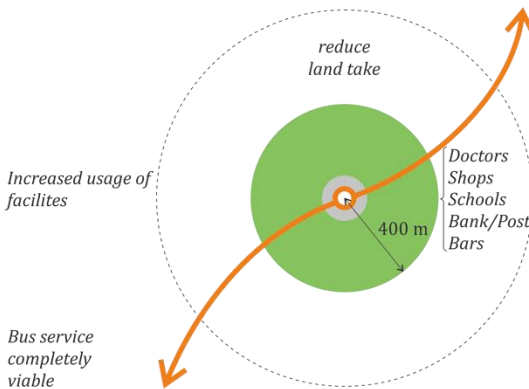 reduce
land take
Increased usage of
facilites
Doctors
Shops
Schools
Bank/Post
Bars
400 m
Bus service
completely
viable